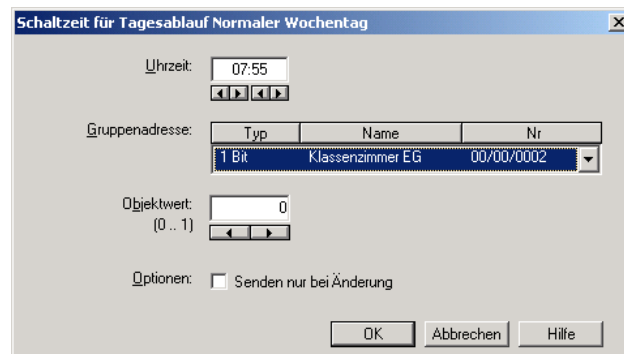 Schaltzeit für Tagesablauf Normaler Wochentag
Uhrzeit: 07:55
Gruppenadresse: Typ Name Nr
1 Bit Klassenzimmer EG 00/00/0002
Objektwert: 0
(0 .. 1)
Optionen: Senden nur bei Änderung
OK Abbrechen Hilfe